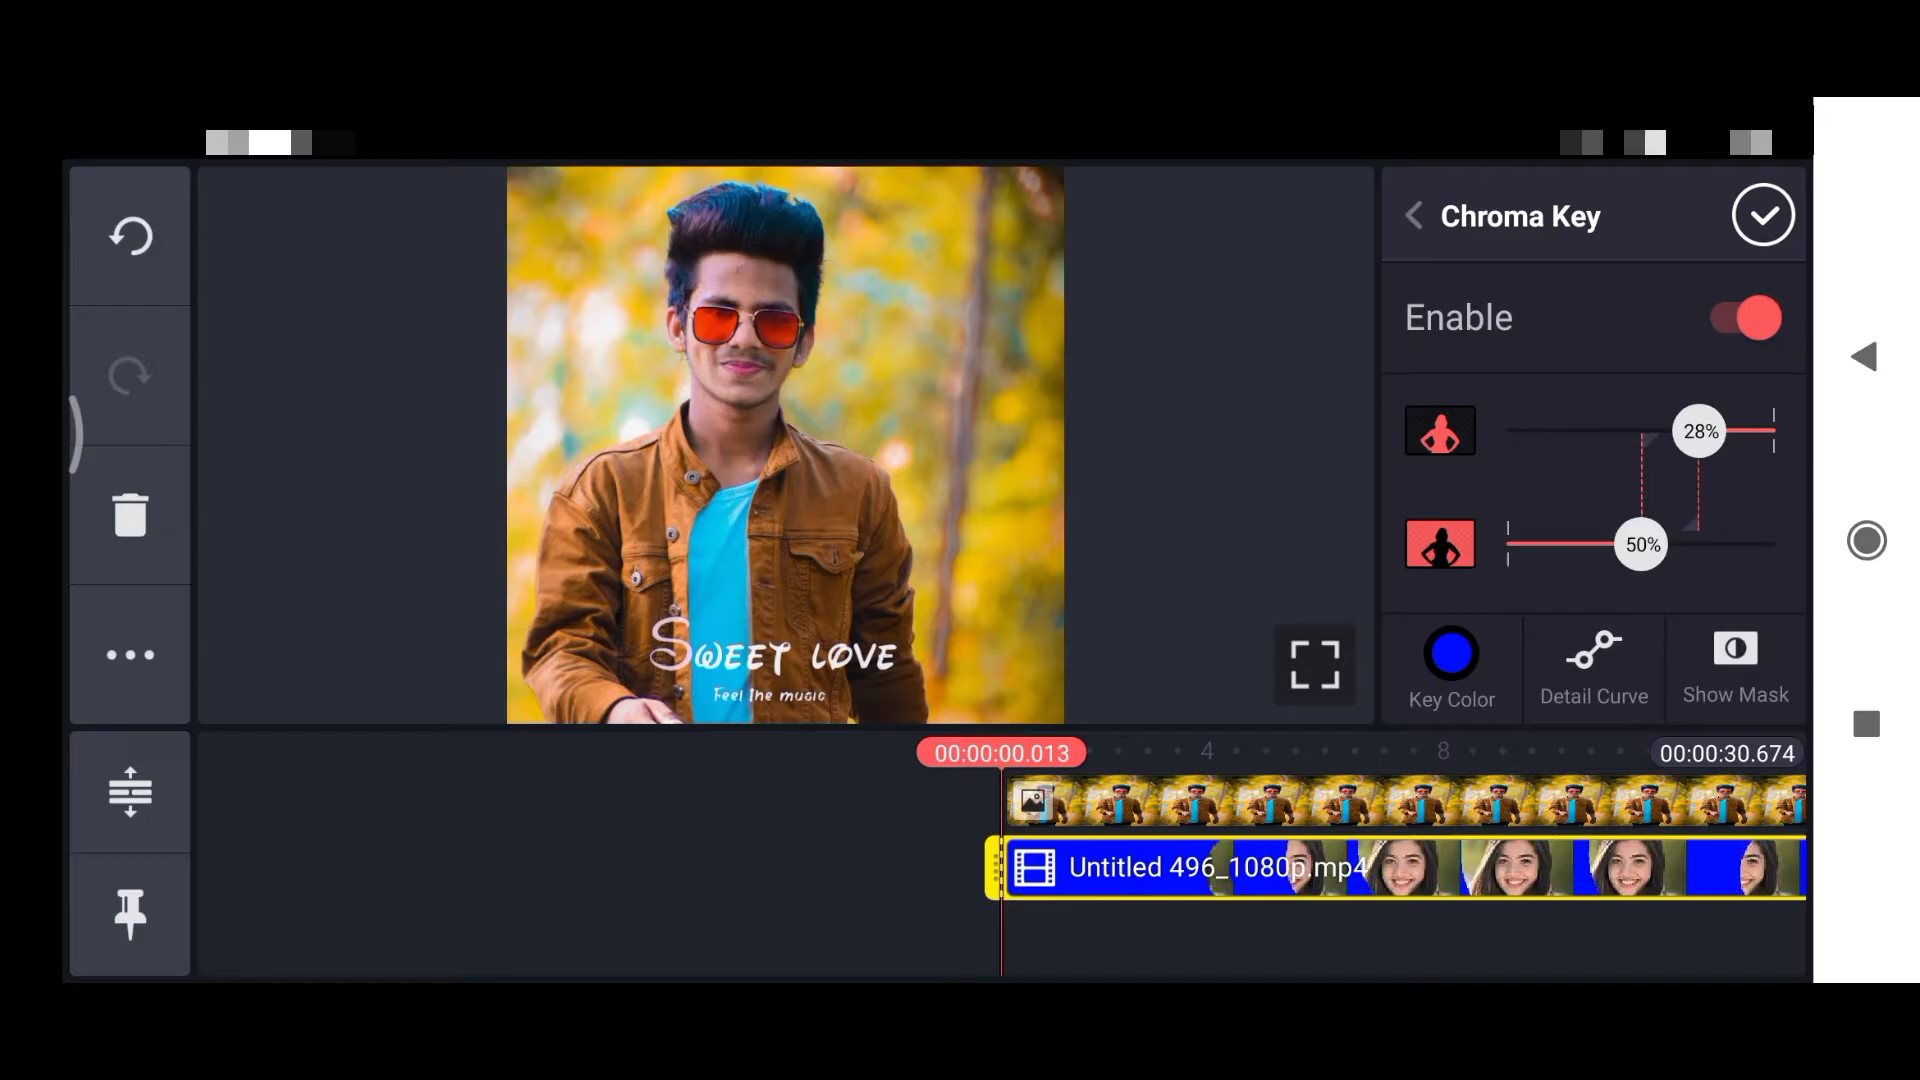 Chroma Key
Enable
28%
50%
Key Color
Detail Curve
Show Mask
SWEET LOVE
Feel the music
00:00:00.013
4
8
00:00:30.674
Untitled 496_1080p.mp4